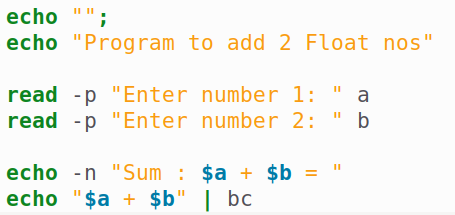 echo "";
echo "Program to add 2 Float nos"
read -p "Enter number 1: " a
read -p "Enter number 2: " b
echo -n "Sum : $a + $b = "
echo "$a + $b" | bc